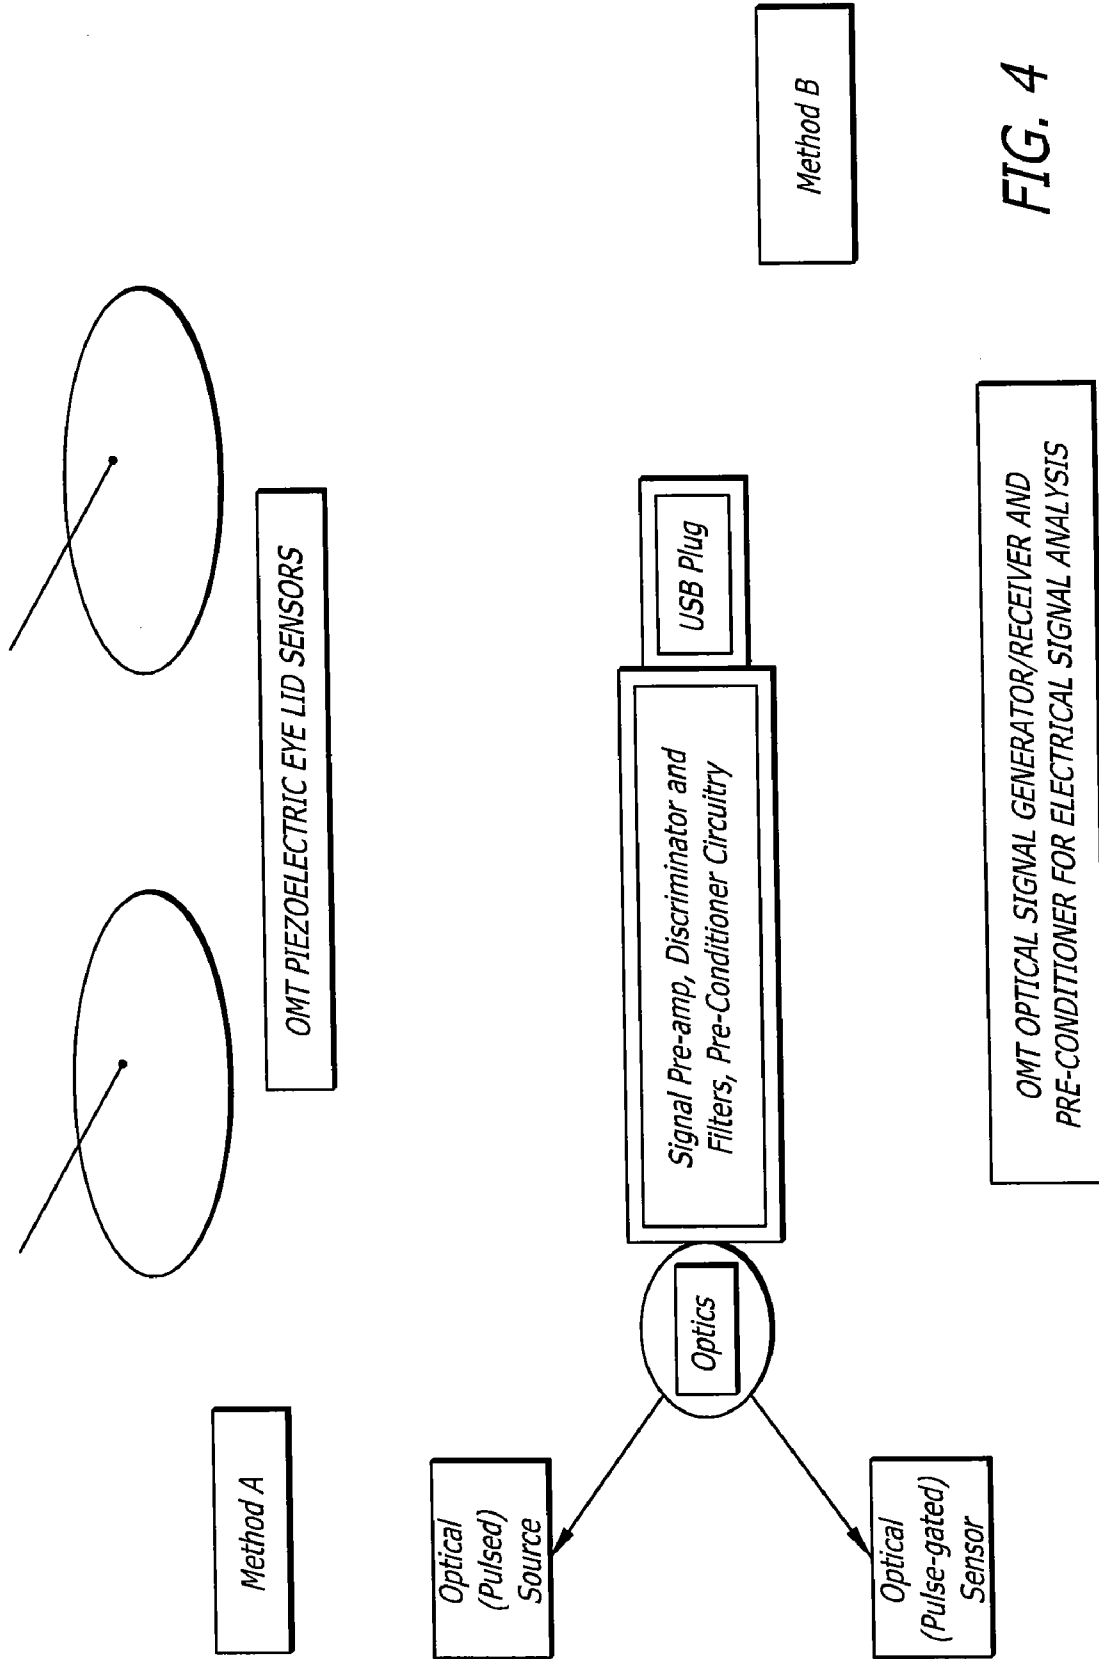 Method A
OMT PIEZOELECTRIC EYE LID SENSORS
Optical
(Pulsed)
Source
Optics
Signal Pre-amp, Discriminator and
Filters, Pre-Conditioner Circuitry
USB Plug
Method B
Optical
(Pulse-gated)
Sensor
OMT OPTICAL SIGNAL GENERATOR/RECEIVER AND
PRE-CONDITIONER FOR ELECTRICAL SIGNAL ANALYSIS
FIG. 4